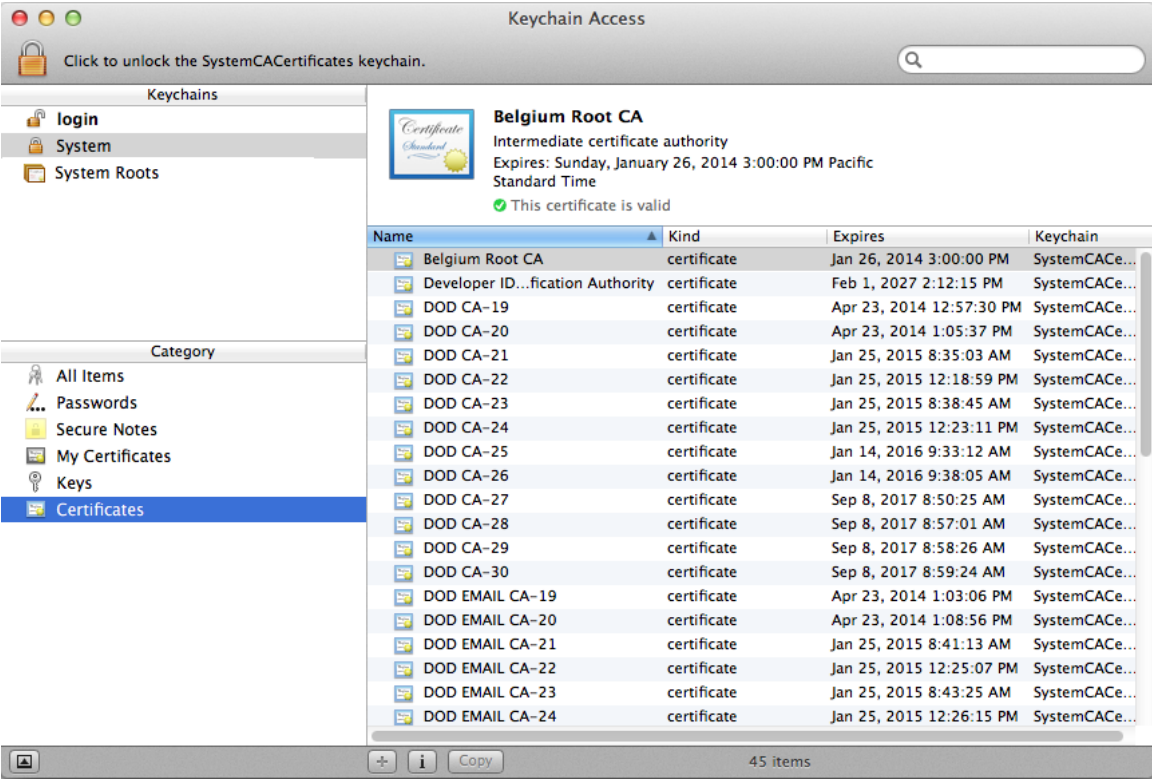 Keychain Access
Click to unlock the SystemCACertificates keychain.
Keychains
login
System
System Roots
Category
All Items
Passwords
Secure Notes
My Certificates
Keys
Certificates
Certificate
Standard
Belgium Root CA
Intermediate certificate authority
Expires: Sunday, January 26, 2014 3:00:00 PM Pacific
Standard Time
This certificate is valid
Name Kind Expires Keychain
Belgium Root CA certificate Jan 26, 2014 3:00:00 PM SystemCACe...
Developer ID...fication Authority certificate Feb 1, 2027 2:12:15 PM SystemCACe...
DOD CA-19 certificate Apr 23, 2014 12:57:30 PM SystemCACe...
DOD CA-20 certificate Apr 23, 2014 1:05:37 PM SystemCACe...
DOD CA-21 certificate Jan 25, 2015 8:35:03 AM SystemCACe...
DOD CA-22 certificate Jan 25, 2015 12:18:59 PM SystemCACe...
DOD CA-23 certificate Jan 25, 2015 8:38:45 AM SystemCACe...
DOD CA-24 certificate Jan 25, 2015 12:23:11 PM SystemCACe...
DOD CA-25 certificate Jan 14, 2016 9:33:12 AM SystemCACe...
DOD CA-26 certificate Jan 14, 2016 9:38:05 AM SystemCACe...
DOD CA-27 certificate Sep 8, 2017 8:50:25 AM SystemCACe...
DOD CA-28 certificate Sep 8, 2017 8:57:01 AM SystemCACe...
DOD CA-29 certificate Sep 8, 2017 8:58:26 AM SystemCACe...
DOD CA-30 certificate Sep 8, 2017 8:59:24 AM SystemCACe...
DOD EMAIL CA-19 certificate Apr 23, 2014 1:03:06 PM SystemCACe...
DOD EMAIL CA-20 certificate Apr 23, 2014 1:08:56 PM SystemCACe...
DOD EMAIL CA-21 certificate Jan 25, 2015 8:41:13 AM SystemCACe...
DOD EMAIL CA-22 certificate Jan 25, 2015 12:25:07 PM SystemCACe...
DOD EMAIL CA-23 certificate Jan 25, 2015 8:43:25 AM SystemCACe...
DOD EMAIL CA-24 certificate Jan 25, 2015 12:26:15 PM SystemCACe...
+ i Copy 45 items